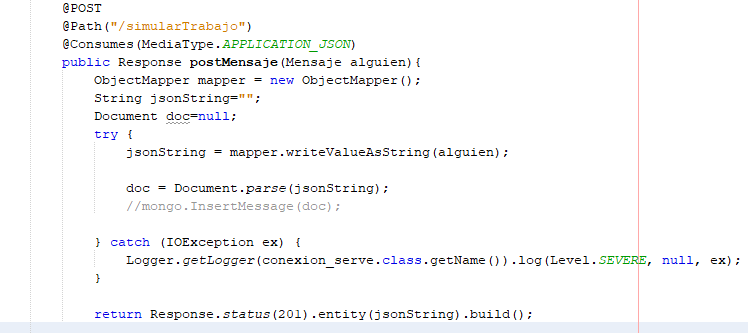 @POST
@Path("/simularTrabajo")
@Consumes(MediaType.APPLICATION_JSON)
public Response postMensaje(Mensaje alguien){
ObjectMapper mapper = new ObjectMapper();
String jsonString="";
Document doc=null;
try {
jsonString = mapper.writeValueAsString(alguien);
doc = Document.parse(jsonString);
//mongo.InsertMessage(doc);
} catch (IOException ex) {
Logger.getLogger(conexion_serve.class.getName()).log(Level.SEVERE, null, ex);
}
return Response.status(201).entity(jsonString).build();